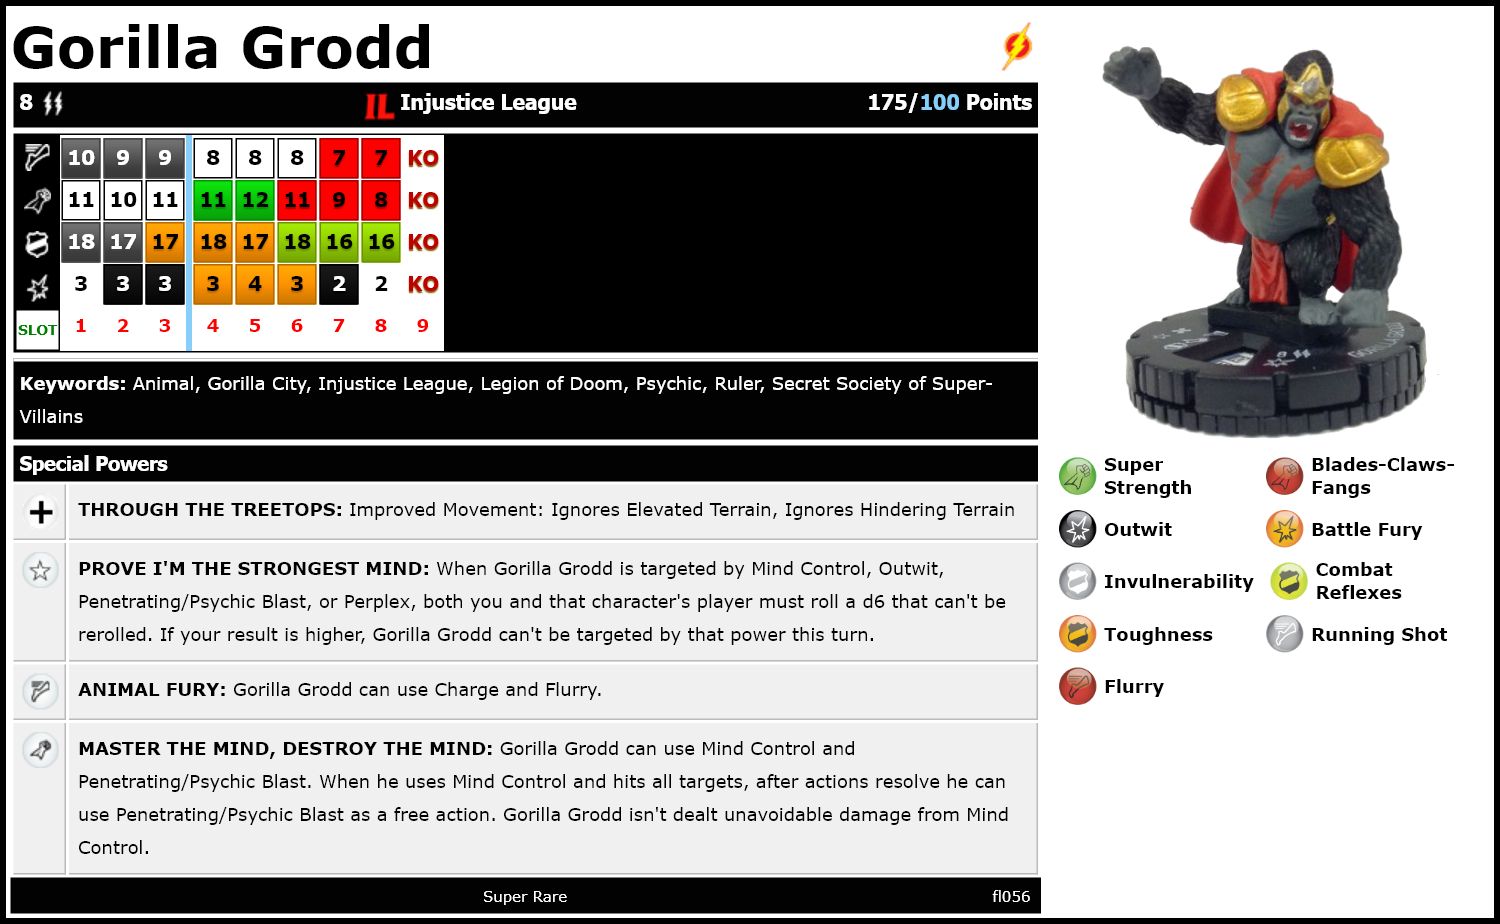 Gorilla Grodd
8 IL Injustice League 175/100 Points
10 9 9 8 8 8 7 7 KO
11 10 11 11 12 11 9 8 KO
18 17 17 18 17 18 16 16 KO
3 3 3 3 4 3 2 2 KO
SLOT 1 2 3 4 5 6 7 8 9
Keywords: Animal, Gorilla City, Injustice League, Legion of Doom, Psychic, Ruler, Secret Society of Super-
Villains
Special Powers
THROUGH THE TREETOPS: Improved Movement: Ignores Elevated Terrain, Ignores Hindering Terrain
PROVE I'M THE STRONGEST MIND: When Gorilla Grodd is targeted by Mind Control, Outwit,
Penetrating/Psychic Blast, or Perplex, both you and that character's player must roll a d6 that can't be
rerolled. If your result is higher, Gorilla Grodd can't be targeted by that power this turn.
ANIMAL FURY: Gorilla Grodd can use Charge and Flurry.
MASTER THE MIND, DESTROY THE MIND: Gorilla Grodd can use Mind Control and
Penetrating/Psychic Blast. When he uses Mind Control and hits all targets, after actions resolve he can
use Penetrating/Psychic Blast as a free action. Gorilla Grodd isn't dealt unavoidable damage from Mind
Control.
Super Rare fl056
GORILLA GRODD
Super
Strength
Blades-Claws-
Fangs
Outwit
Battle Fury
Invulnerability
Combat
Reflexes
Toughness
Running Shot
Flurry